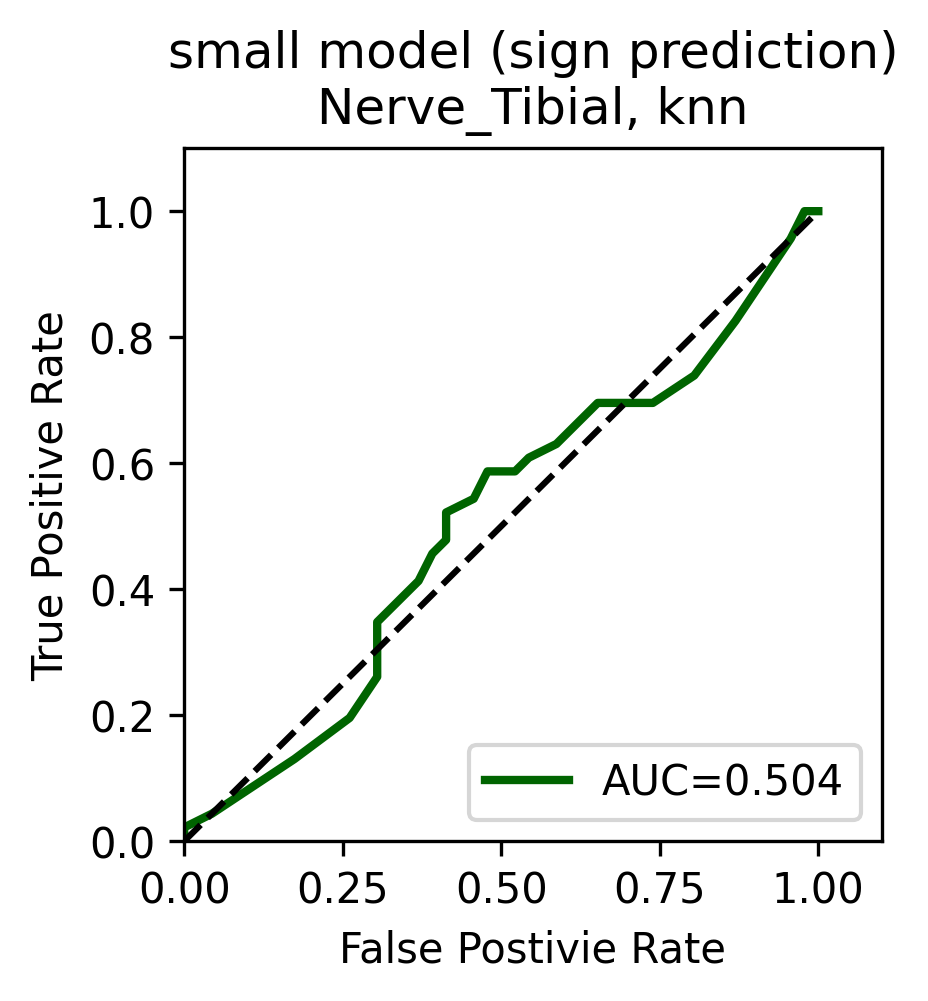 small model (sign prediction)
Nerve_Tibial, knn
True Positive Rate
1.0
0.8
0.6
0.4
0.2
0.0
AUC=0.504
0.00 0.25 0.50 0.75 1.00
False Postivie Rate